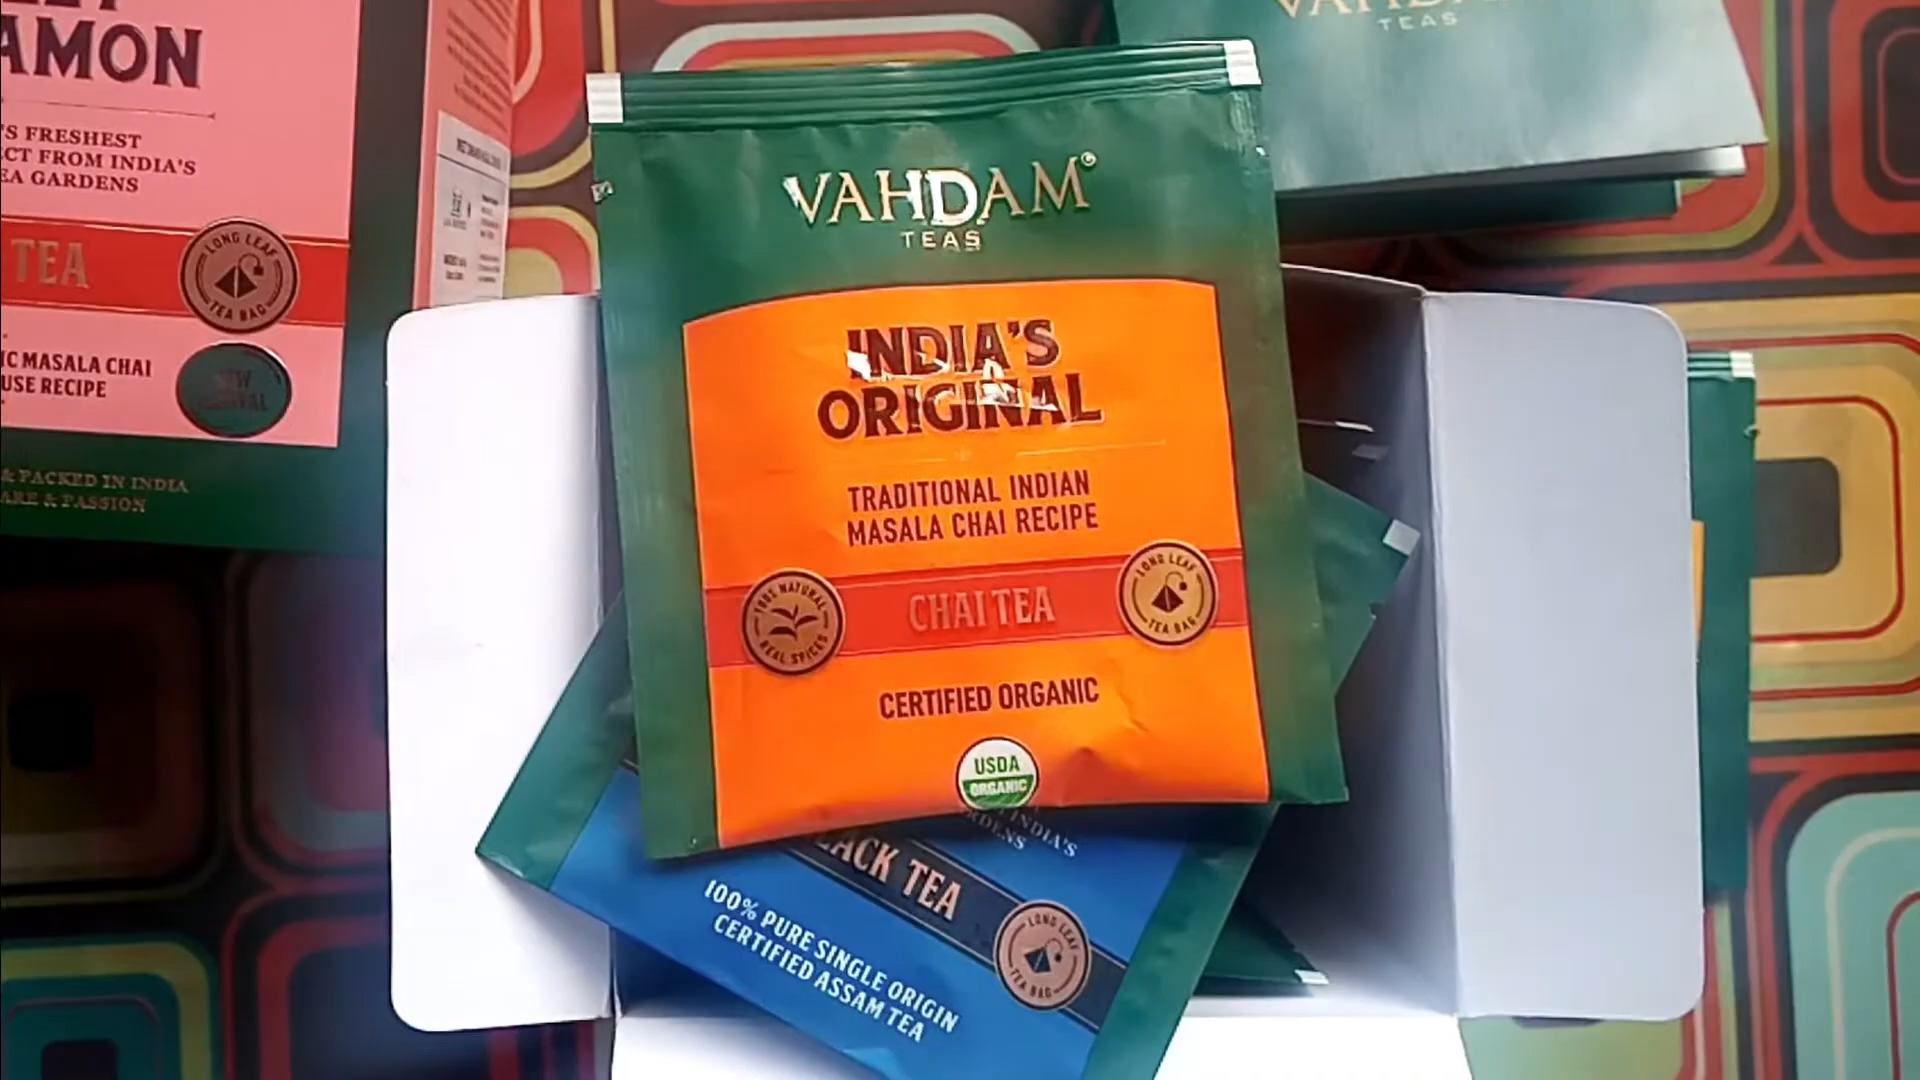 AMON
'S FRESHEST
CT FROM INDIA'S
EA GARDENS
TEA
LONG LEAF
TEA BAG
IC MASALA CHAI
USE RECIPE
& PACKED IN INDIA
ARE & PASSION
TEAS
VAHDAM®
TEAS
INDIA'S
ORIGINAL
TRADITIONAL INDIAN
MASALA CHAI RECIPE
100% NATURAL
REAL SPICES
CHAI TEA
LONG LEAF
TEA BAG
CERTIFIED ORGANIC
USDA
ORGANIC
INDIA'S
RDENS
LACK TEA
LONG LEAF
TEA BAG
100% PURE SINGLE ORIGIN
CERTIFIED ASSAM TEA